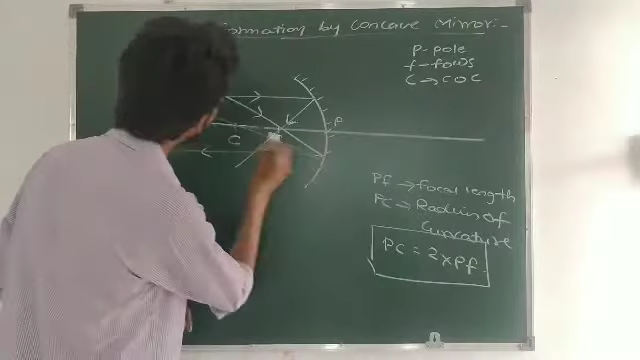 formation by concave Mirror:-
P- pole
f- focus
C → COC
P
C
Pf → focal length
PC → Radius of
Curvature
PC = 2 x Pf.